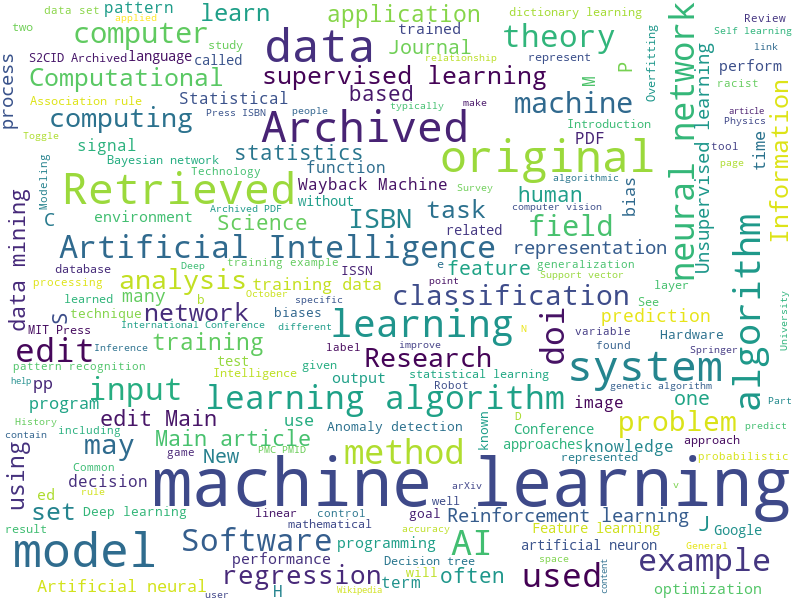 data set
pattern
learn
application
dictionary learning
Review
applied
two
computer
data
theory
Self learning
trained
study
Journal
relationship
represent
link
S2CID Archived
language
called
supervised learning
Computational
based
M
P
Overfitting
perform
process
Association rule
Statistical
Press ISBN
people
typically
make
machine
racist
article
computing
Archived
Introduction
Physics
Toggle
signal
statistics
original
PDF
tool
time
page
Bayesian network
function
neural network
Unsupervised learning
Information
Modeling
Technology
Wayback Machine
Survey
algorithmic
human
bias
Retrieved
without
computer vision
C
environment
Archived PDF
Science
ISBN
task
related
field
data mining
Artificial Intelligence
representation
database
Deep
training example
ISSN
e
feature
generalization
Support vector
algorithm
processing
analysis
training data
point
layer
learned
many
b
October
specific
classification
See
prediction
University
technique
network
biases
S
MIT Press
International Conference
different
learning
N
doi
variable
Hardware
edit
Inference
training
label
improve
Research
found
Springer
pattern recognition
test
given
system
help
pp
Intelligence
output
statistical learning
Robot
genetic algorithm
program
input
learning algorithm
image
one
Part
History
edit Main
use
Anomaly detection
known
D
Conference
problem
predict
contain
including
may
Main article
method
approaches
knowledge
approach
using
Common
game
New
PMC PMID
represented
probabilistic
decision
machine learning
ed
rule
arXiv
v
set
Deep learning
linear
control
goal
well
Reinforcement learning
J
Google
result
mathematical
accuracy
Feature learning
General
model
Software
programming
AI
artificial neuron
example
performance
Decision tree
space
Artificial neural
regression
term
will
often
used
content
optimization
user
H
Wikipedia